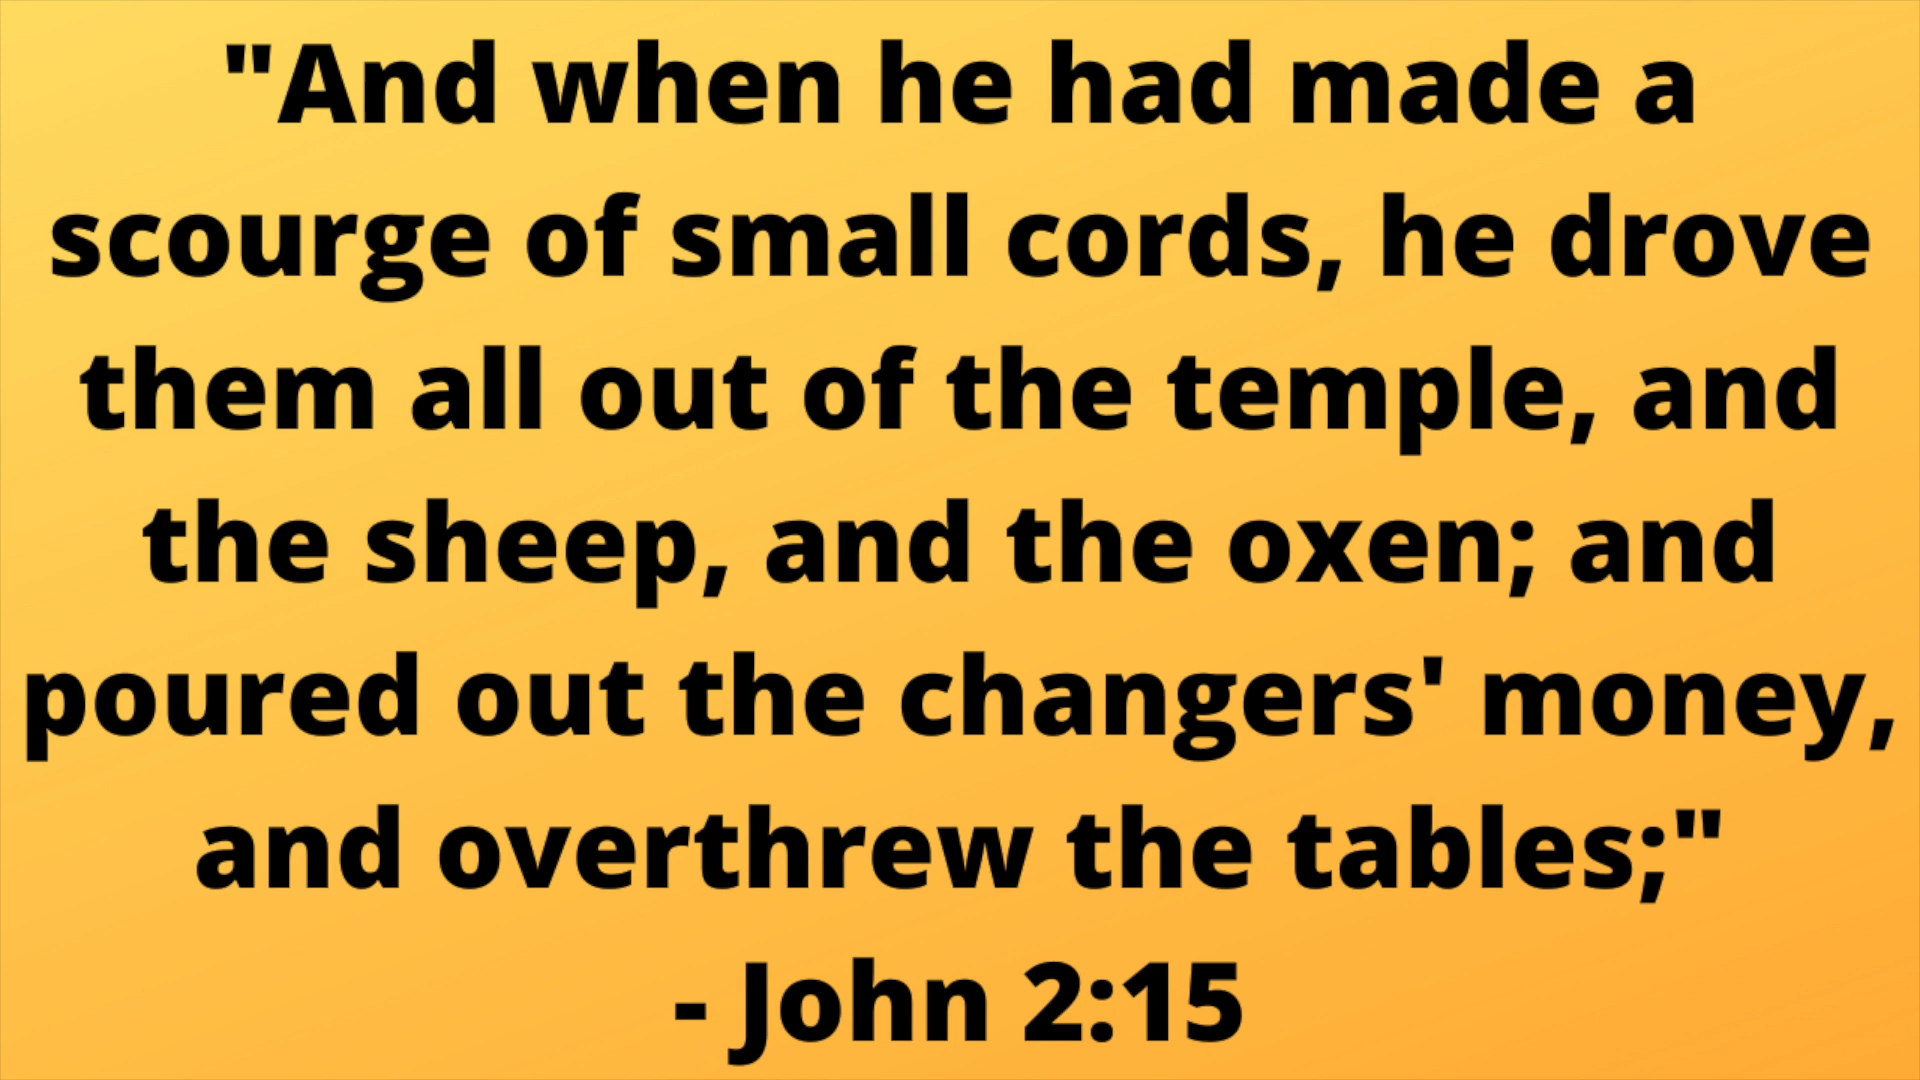 "And when he had made a
scourge of small cords, he drove
them all out of the temple, and
the sheep, and the oxen; and
poured out the changers' money,
and overthrew the tables;"
- John 2:15